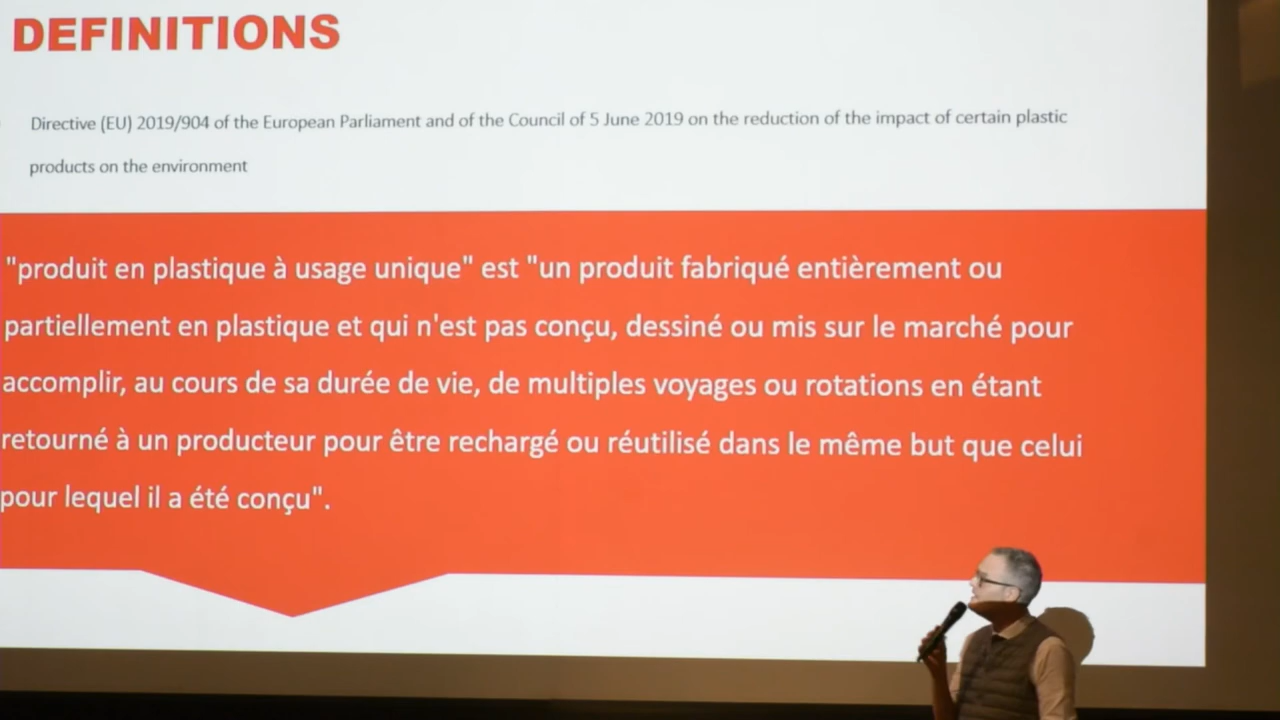 DEFINITIONS
Directive (EU) 2019/904 of the European Parliament and of the Council of 5 June 2019 on the reduction of the impact of certain plastic
products on the environment
"produit en plastique à usage unique" est "un produit fabriqué entièrement ou
partiellement en plastique et qui n'est pas conçu, dessiné ou mis sur le marché pour
accomplir, au cours de sa durée de vie, de multiples voyages ou rotations en étant
retourné à un producteur pour être rechargé ou réutilisé dans le même but que celui
pour lequel il a été conçu".